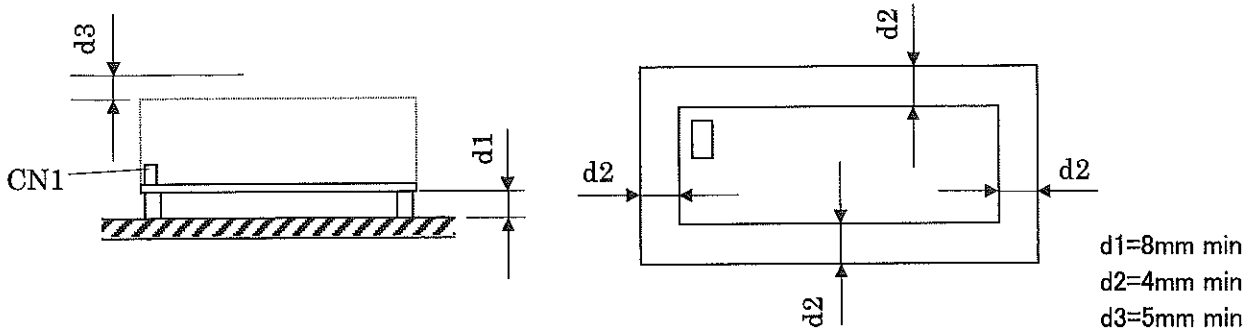 d3
CN1
d1
d2
d2
d2
d2
d1=8mm min
d2=4mm min
d3=5mm min